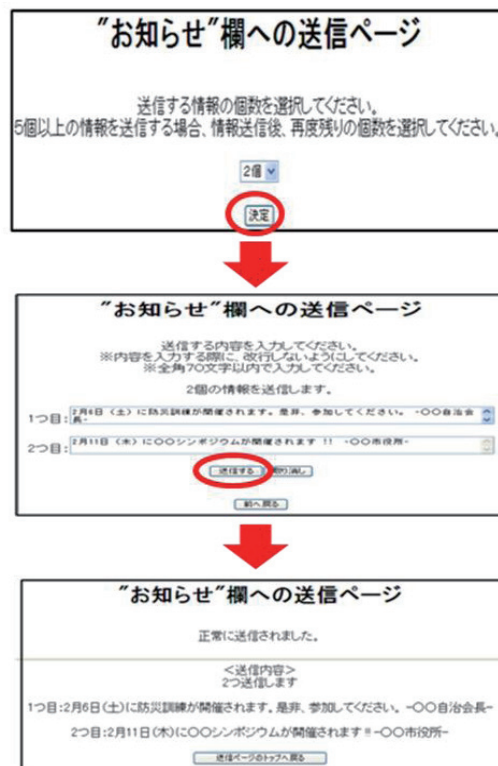 "お知らせ"欄への送信ページ
送信する情報の個数を選択してください。
5個以上の情報を送信する場合、情報送信後、再度残りの個数を選択してください。
2個
決定
"お知らせ"欄への送信ページ
送信する内容を入力してください。
※内容を入力する際に、改行しないようにしてください。
※全角70文字以内で入力してください。
2個の情報を送信します。
1つ目: 2月6日（土）に防災訓練が開催されます。是非、参加してください。 -〇〇自治会
長-
2つ目: 2月11日（木）に〇〇シンポジウムが開催されます !! -〇〇市役所-
送信する 取り消し
前へ戻る
"お知らせ"欄への送信ページ
正常に送信されました。
<送信内容>
2つ送信します
1つ目:2月6日(土)に防災訓練が開催されます。是非、参加してください。-〇〇自治会長-
2つ目:2月11日(木)に〇〇シンポジウムが開催されます!!-〇〇市役所-
送信ページのトップへ戻る